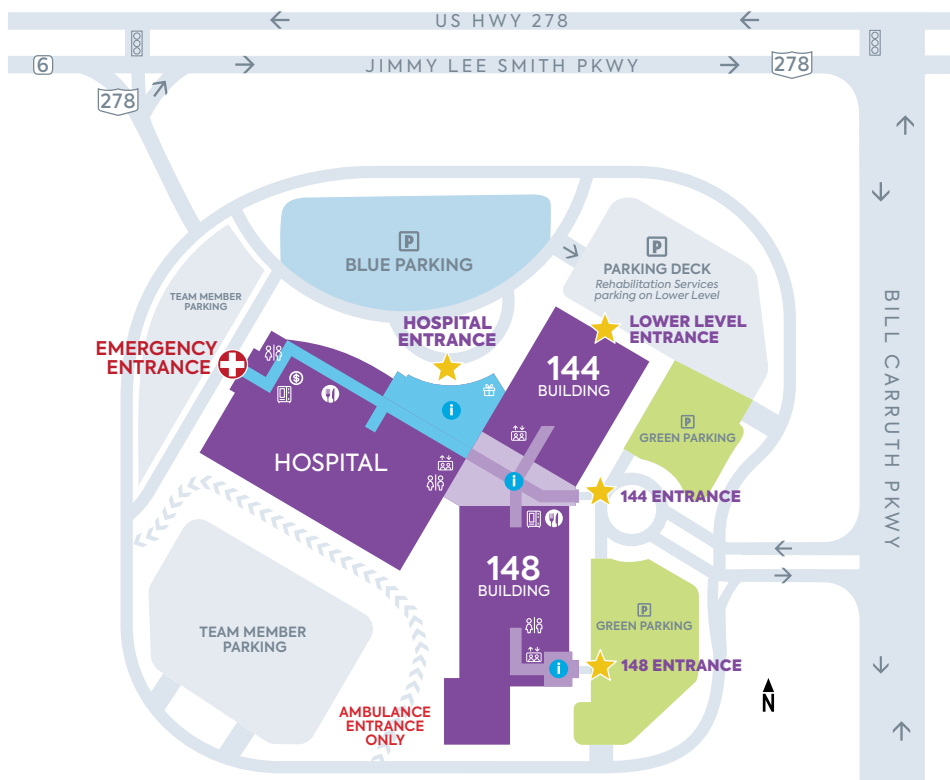 US HWY 278
6
JIMMY LEE SMITH PKWY
278
278
P
BLUE PARKING
P
PARKING DECK
Rehabilitation Services
parking on Lower Level
TEAM MEMBER
PARKING
HOSPITAL
ENTRANCE
LOWER LEVEL
ENTRANCE
EMERGENCY
ENTRANCE
144
BUILDING
$
i
P
GREEN PARKING
HOSPITAL
i
144 ENTRANCE
BILL CARRUTH PKWY
148
BUILDING
P
GREEN PARKING
TEAM MEMBER
PARKING
i
148 ENTRANCE
AMBULANCE
ENTRANCE
ONLY
N